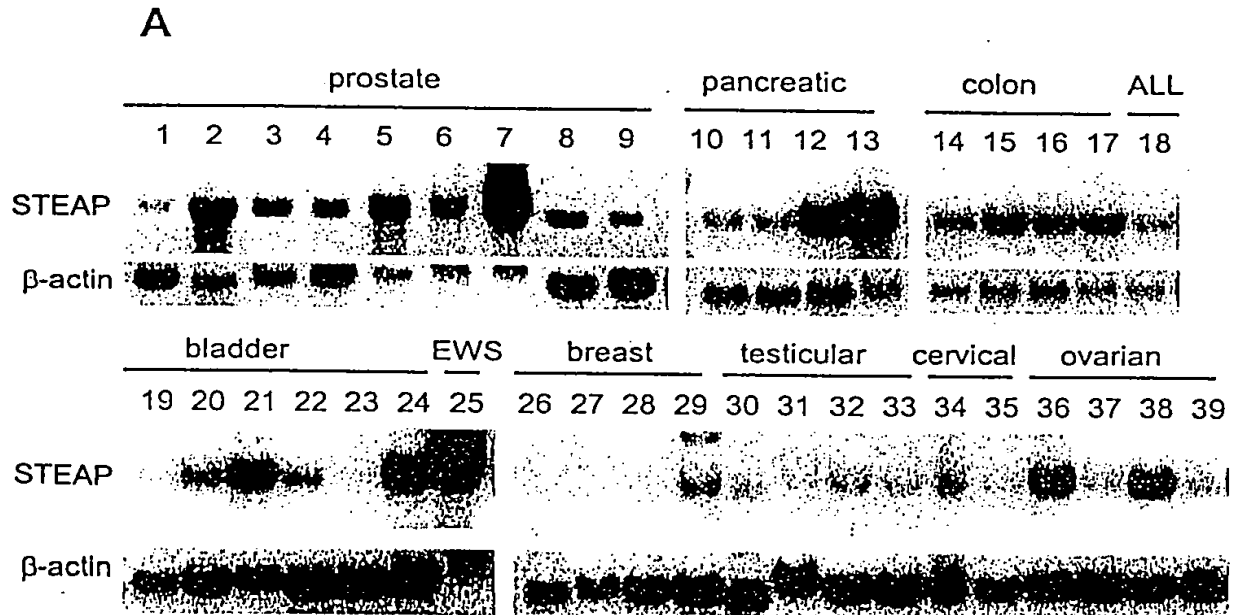 A
prostate pancreatic colon ALL
1 2 3 4 5 6 7 8 9 10 11 12 13 14 15 16 17 18
STEAP
β-actin
bladder EWS breast testicular cervical ovarian
19 20 21 22 23 24 25 26 27 28 29 30 31 32 33 34 35 36 37 38 39
STEAP
β-actin